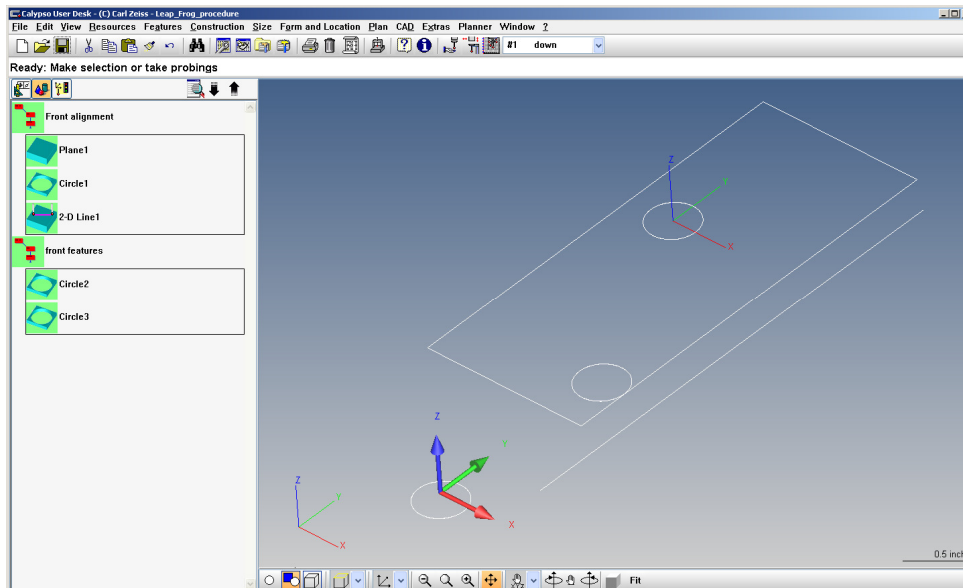 Calypso User Desk - (C) Carl Zeiss - Leap_Frog_procedure
File Edit View Resources Features Construction Size Form and Location Plan CAD Extras Planner Window ?
#1 down
Ready: Make selection or take probings
Front alignment
Plane1
Circle1
2-D Line1
front features
Circle2
Circle3
Z
Y
X
Z
Y
X
Z
Y
X
0.5 inch
Fit